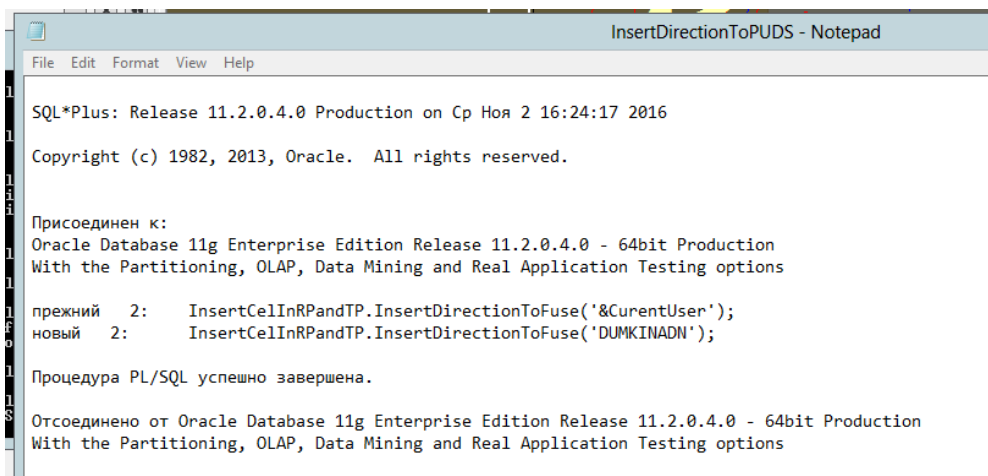 InsertDirectionToPUDS - Notepad
File Edit Format View Help
SQL*Plus: Release 11.2.0.4.0 Production on Ср Ноя 2 16:24:17 2016
Copyright (c) 1982, 2013, Oracle.  All rights reserved.
Присоединен к:
Oracle Database 11g Enterprise Edition Release 11.2.0.4.0 - 64bit Production
With the Partitioning, OLAP, Data Mining and Real Application Testing options
прежний   2:    InsertCelInRPandTP.InsertDirectionToFuse('&CurentUser');
новый   2:    InsertCelInRPandTP.InsertDirectionToFuse('DUMKINADN');
Процедура PL/SQL успешно завершена.
Отсоединено от Oracle Database 11g Enterprise Edition Release 11.2.0.4.0 - 64bit Production
With the Partitioning, OLAP, Data Mining and Real Application Testing options